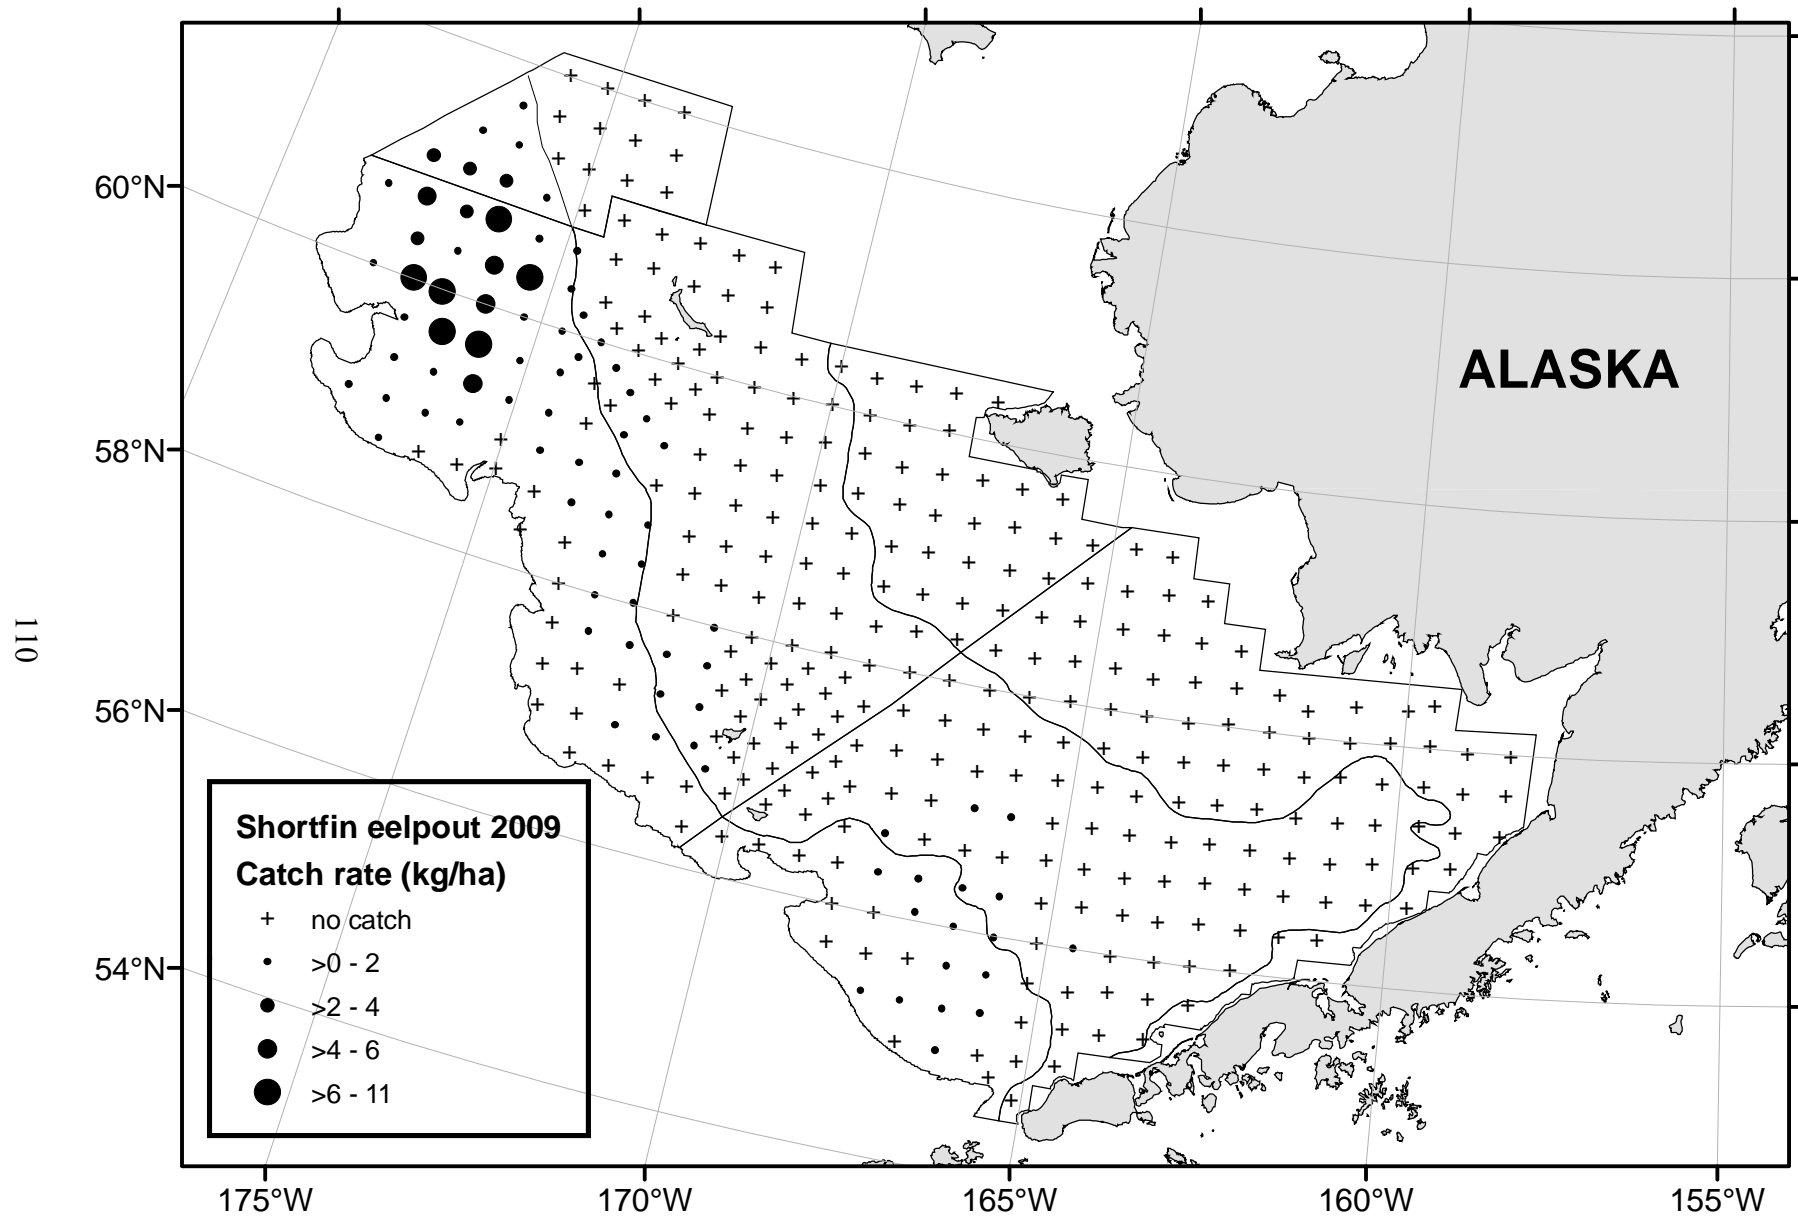 60°N
58°N
56°N
54°N
ALASKA
110
Shortfin eelpout 2009
Catch rate (kg/ha)
no catch
>0 - 2
>2 - 4
>4 - 6
>6 - 11
175°W 170°W 165°W 160°W 155°W